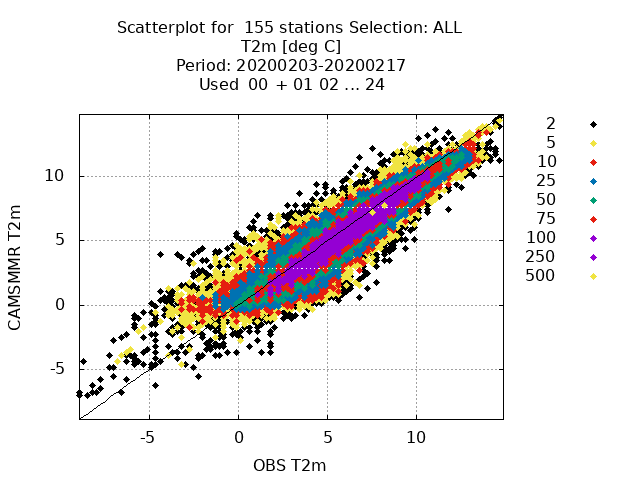 Scatterplot for  155 stations Selection: ALL
T2m [deg C]
Period: 20200203-20200217
Used  00 + 01 02 ... 24
2
5
10
25
50
75
100
250
500
10
5
0
-5
CAMSMMR T2m
-5 0 5 10
OBS T2m